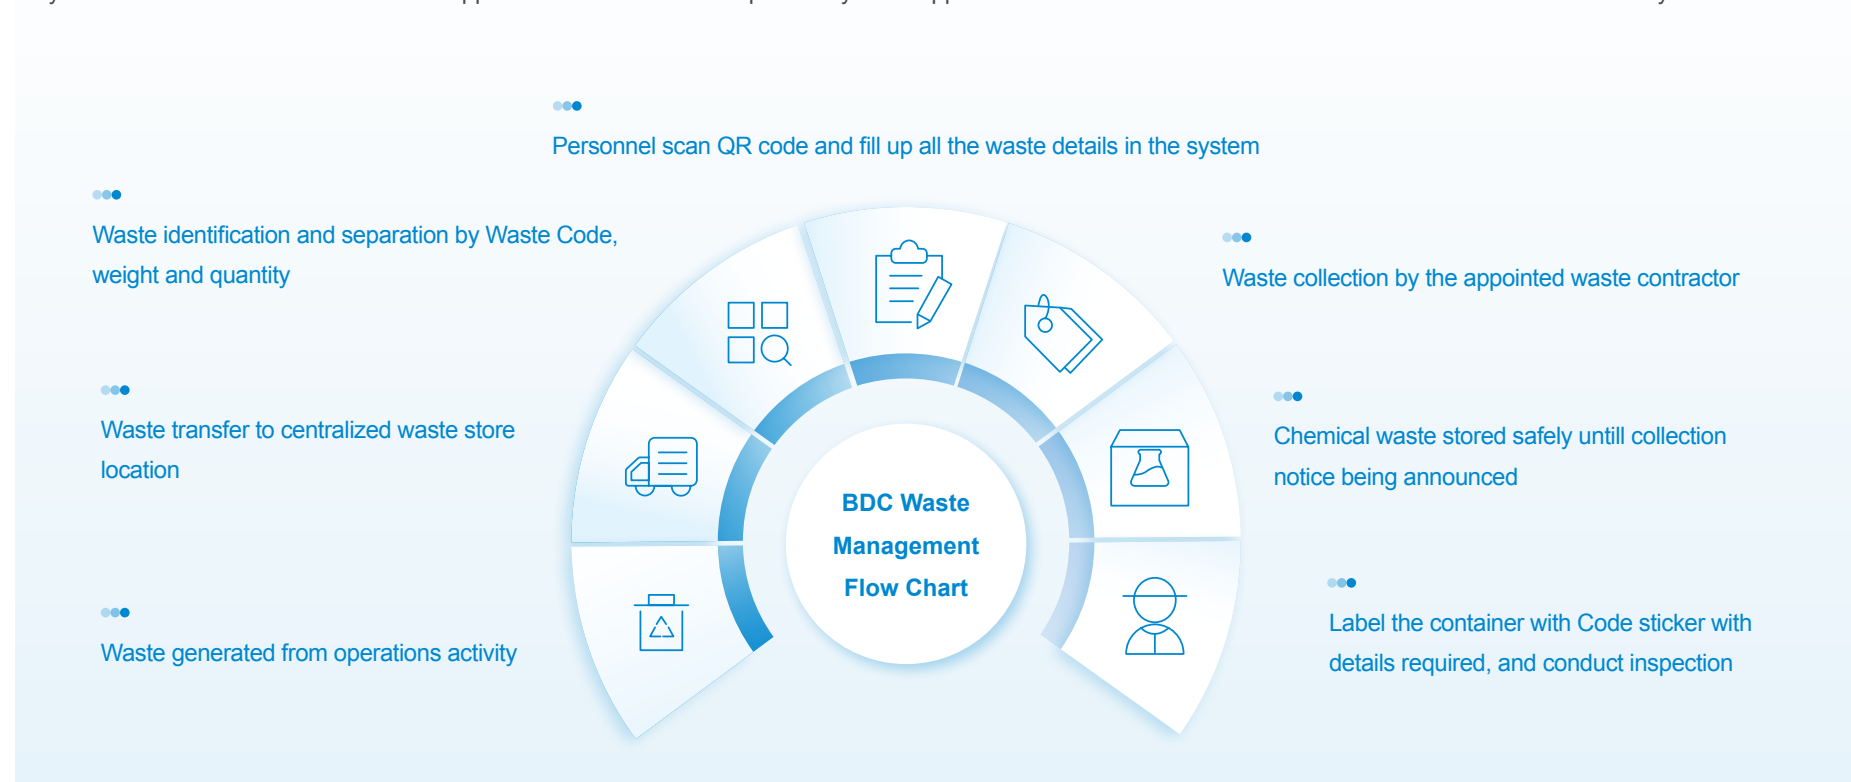 Personnel scan QR code and fill up all the waste details in the system
Waste identification and separation by Waste Code,
weight and quantity
Waste collection by the appointed waste contractor
Waste transfer to centralized waste store
location
Chemical waste stored safely untill collection
notice being announced
BDC Waste
Management
Flow Chart
Waste generated from operations activity
Label the container with Code sticker with
details required, and conduct inspection